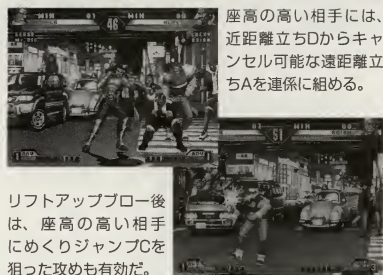 座高の高い相手には、
近距離立ちDからキャ
ンセル可能な遠距離立
ちAを連係に組める。
リフトアップブロー後
は、座高の高い相手
にめくりジャンプCを
狙った攻めも有効だ。
46
51